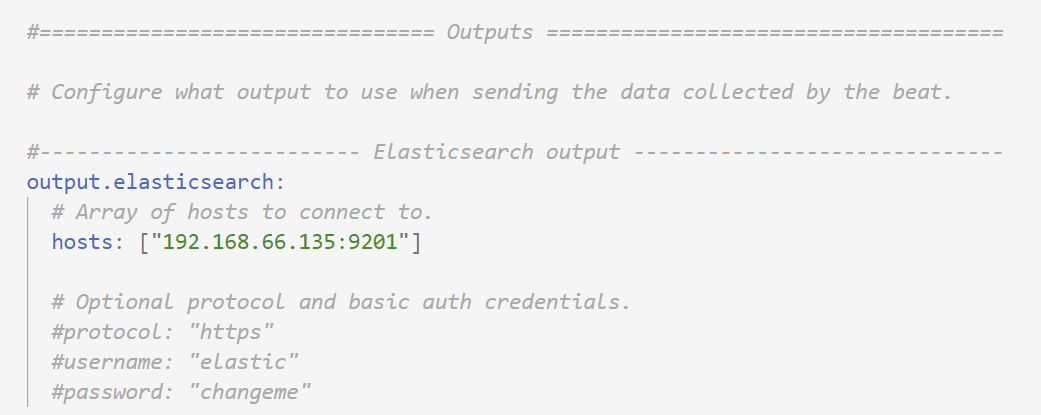 #================================ Outputs =====================================
# Configure what output to use when sending the data collected by the beat.
#-------------------------- Elasticsearch output ------------------------------
output.elasticsearch:
# Array of hosts to connect to.
hosts: ["192.168.66.135:9201"]
# Optional protocol and basic auth credentials.
#protocol: "https"
#username: "elastic"
#password: "changeme"